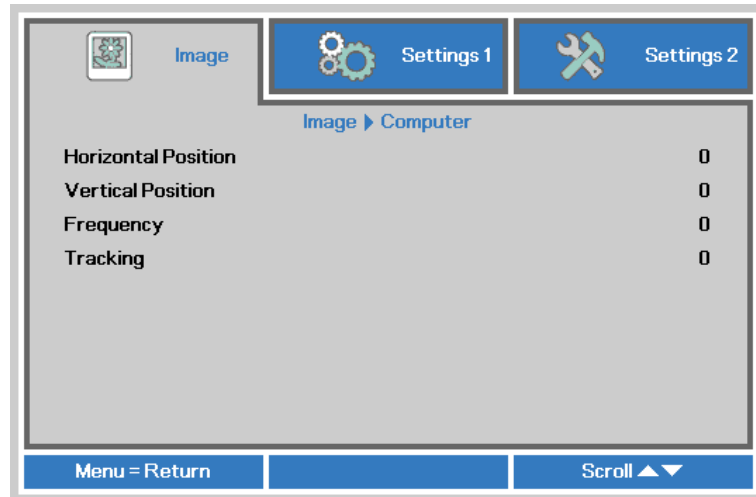 Image Settings 1 Settings 2
Image ▶ Computer
Horizontal Position 0
Vertical Position 0
Frequency 0
Tracking 0
Menu = Return Scroll ▲▼